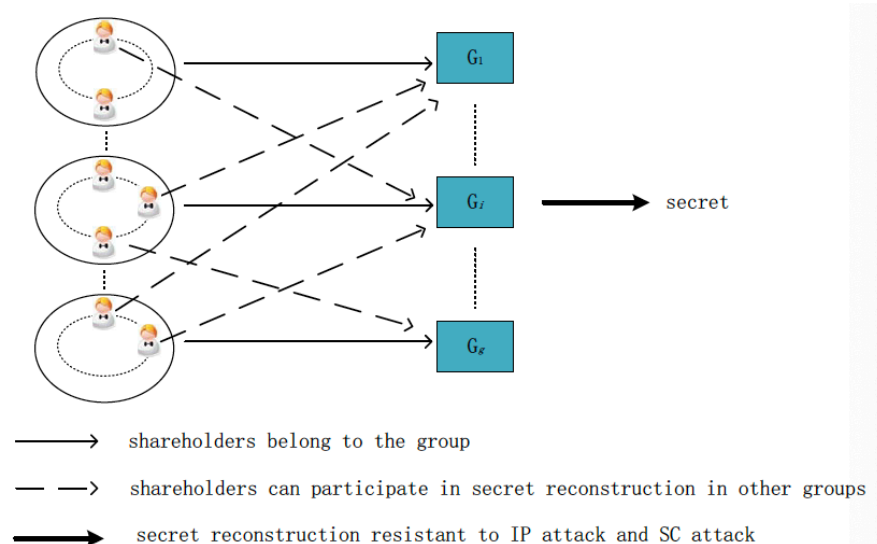 G₁
Gᵢ
secret
G_g
shareholders belong to the group
shareholders can participate in secret reconstruction in other groups
secret reconstruction resistant to IP attack and SC attack